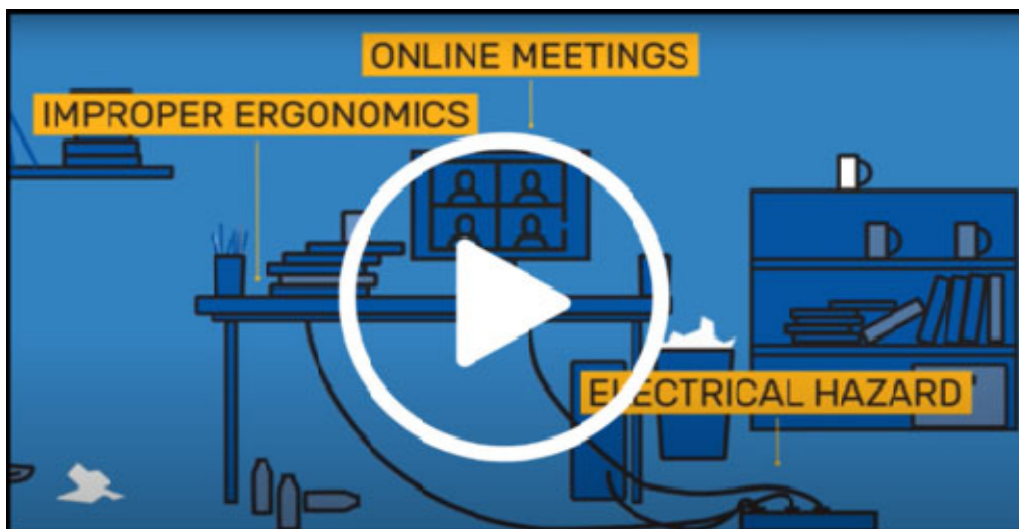 ONLINE MEETINGS
IMPROPER ERGONOMICS
ELECTRICAL HAZARD